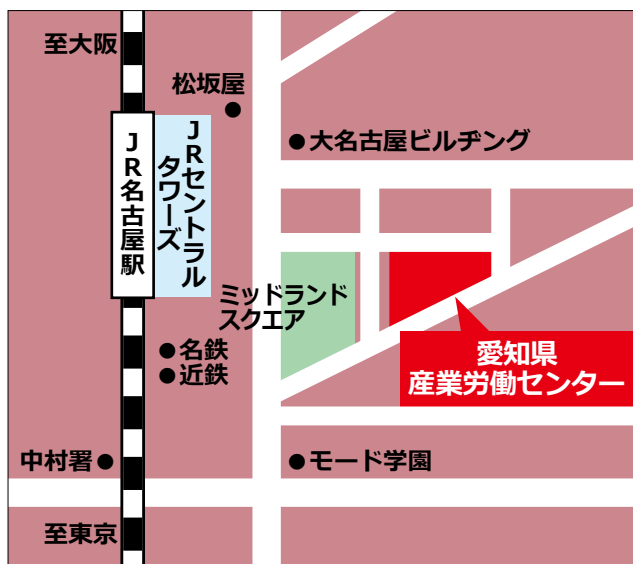 至大阪
松坂屋
JR名古屋駅
JRセントラル
タワーズ
大名古屋ビルヂング
ミッドランド
スクエア
名鉄
近鉄
愛知県
産業労働センター
中村署
モード学園
至東京